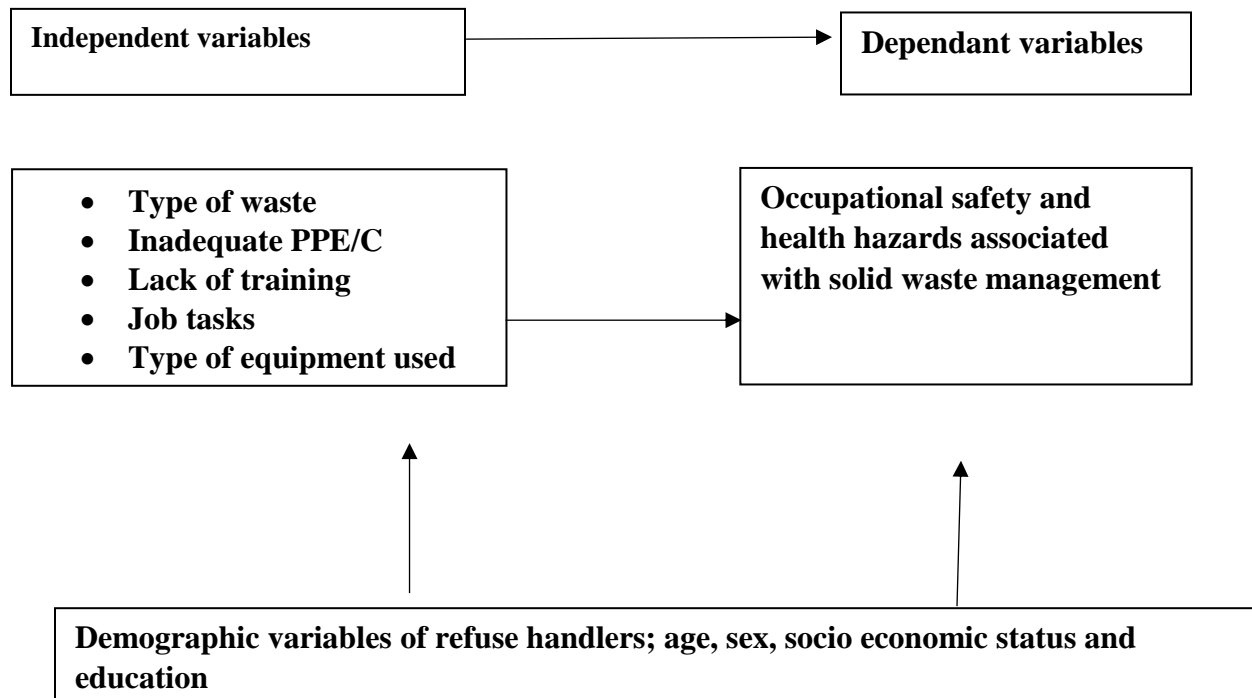 Independent variables
Dependant variables
• Type of waste
• Inadequate PPE/C
• Lack of training
• Job tasks
• Type of equipment used
Occupational safety and
health hazards associated
with solid waste management
Demographic variables of refuse handlers; age, sex, socio economic status and
education